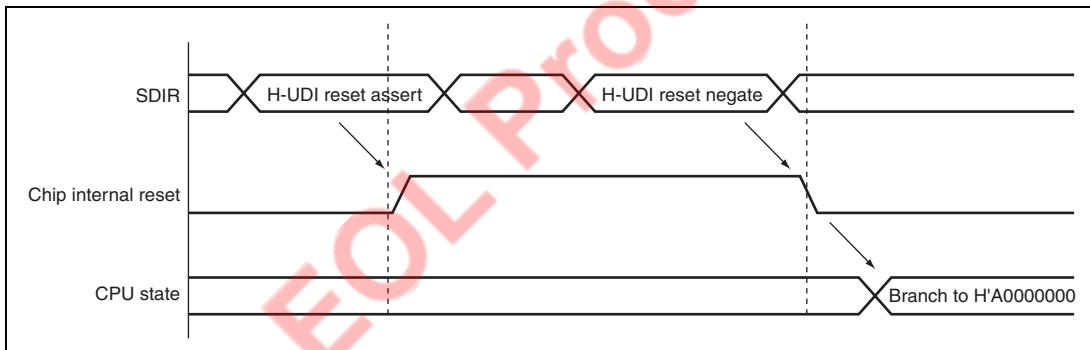 EOL Pro
SDIR
H-UDI reset assert
H-UDI reset negate
Chip internal reset
CPU state
Branch to H'A0000000